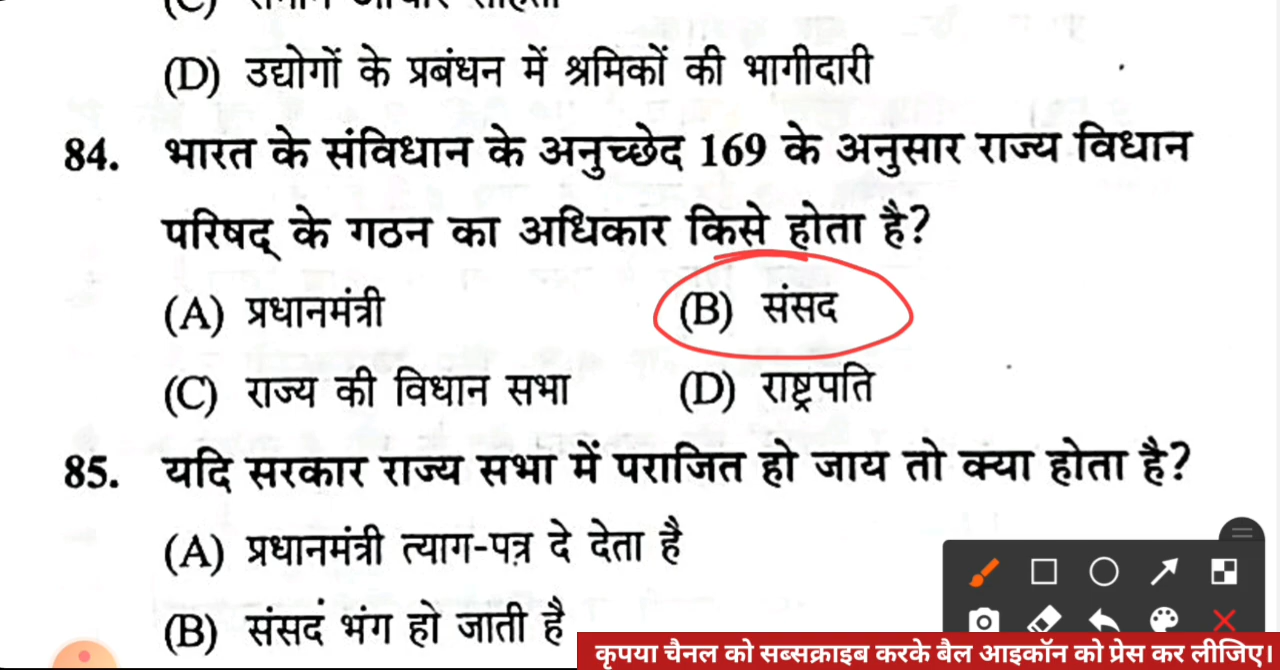 (D) उद्योगों के प्रबंधन में श्रमिकों की भागीदारी
84. भारत के संविधान के अनुच्छेद 169 के अनुसार राज्य विधान
परिषद् के गठन का अधिकार किसे होता है?
(A) प्रधानमंत्री (B) संसद
(C) राज्य की विधान सभा (D) राष्ट्रपति
85. यदि सरकार राज्य सभा में पराजित हो जाय तो क्या होता है?
(A) प्रधानमंत्री त्याग-पत्र दे देता है
(B) संसद भंग हो जाती है
कृपया चैनल को सब्सक्राइब करके बैल आइकॉन को प्रेस कर लीजिए।